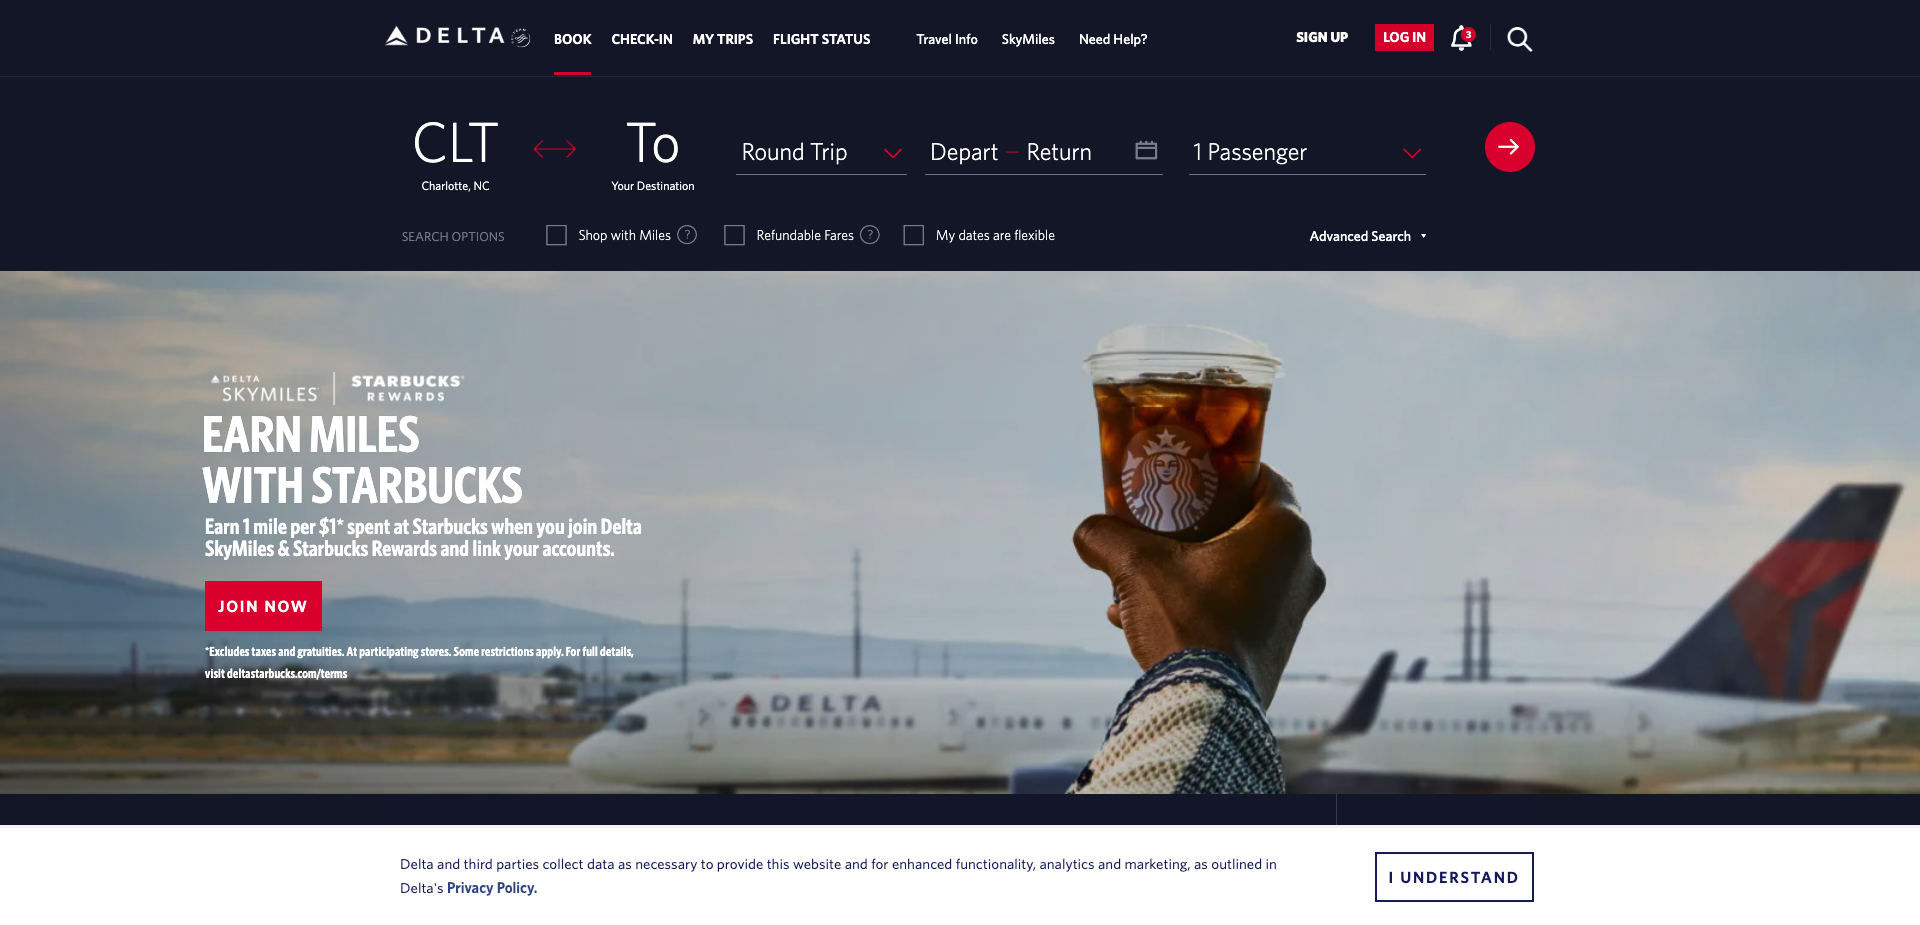 DELTA
BOOK
CHECK-IN
MY TRIPS
FLIGHT STATUS
Travel Info
SkyMiles
Need Help?
SIGN UP
LOG IN
3
CLT
Charlotte, NC
To
Your Destination
Round Trip
Depart — Return
1 Passenger
SEARCH OPTIONS
Shop with Miles ?
Refundable Fares ?
My dates are flexible
Advanced Search
DELTA
SKYMILES
STARBUCKS®
REWARDS
EARN MILES
WITH STARBUCKS
Earn 1 mile per $1* spent at Starbucks when you join Delta
SkyMiles & Starbucks Rewards and link your accounts.
JOIN NOW
*Excludes taxes and gratuities. At participating stores. Some restrictions apply. For full details,
visit deltastarbucks.com/terms
DELTA
Delta and third parties collect data as necessary to provide this website and for enhanced functionality, analytics and marketing, as outlined in
Delta's Privacy Policy.
I UNDERSTAND